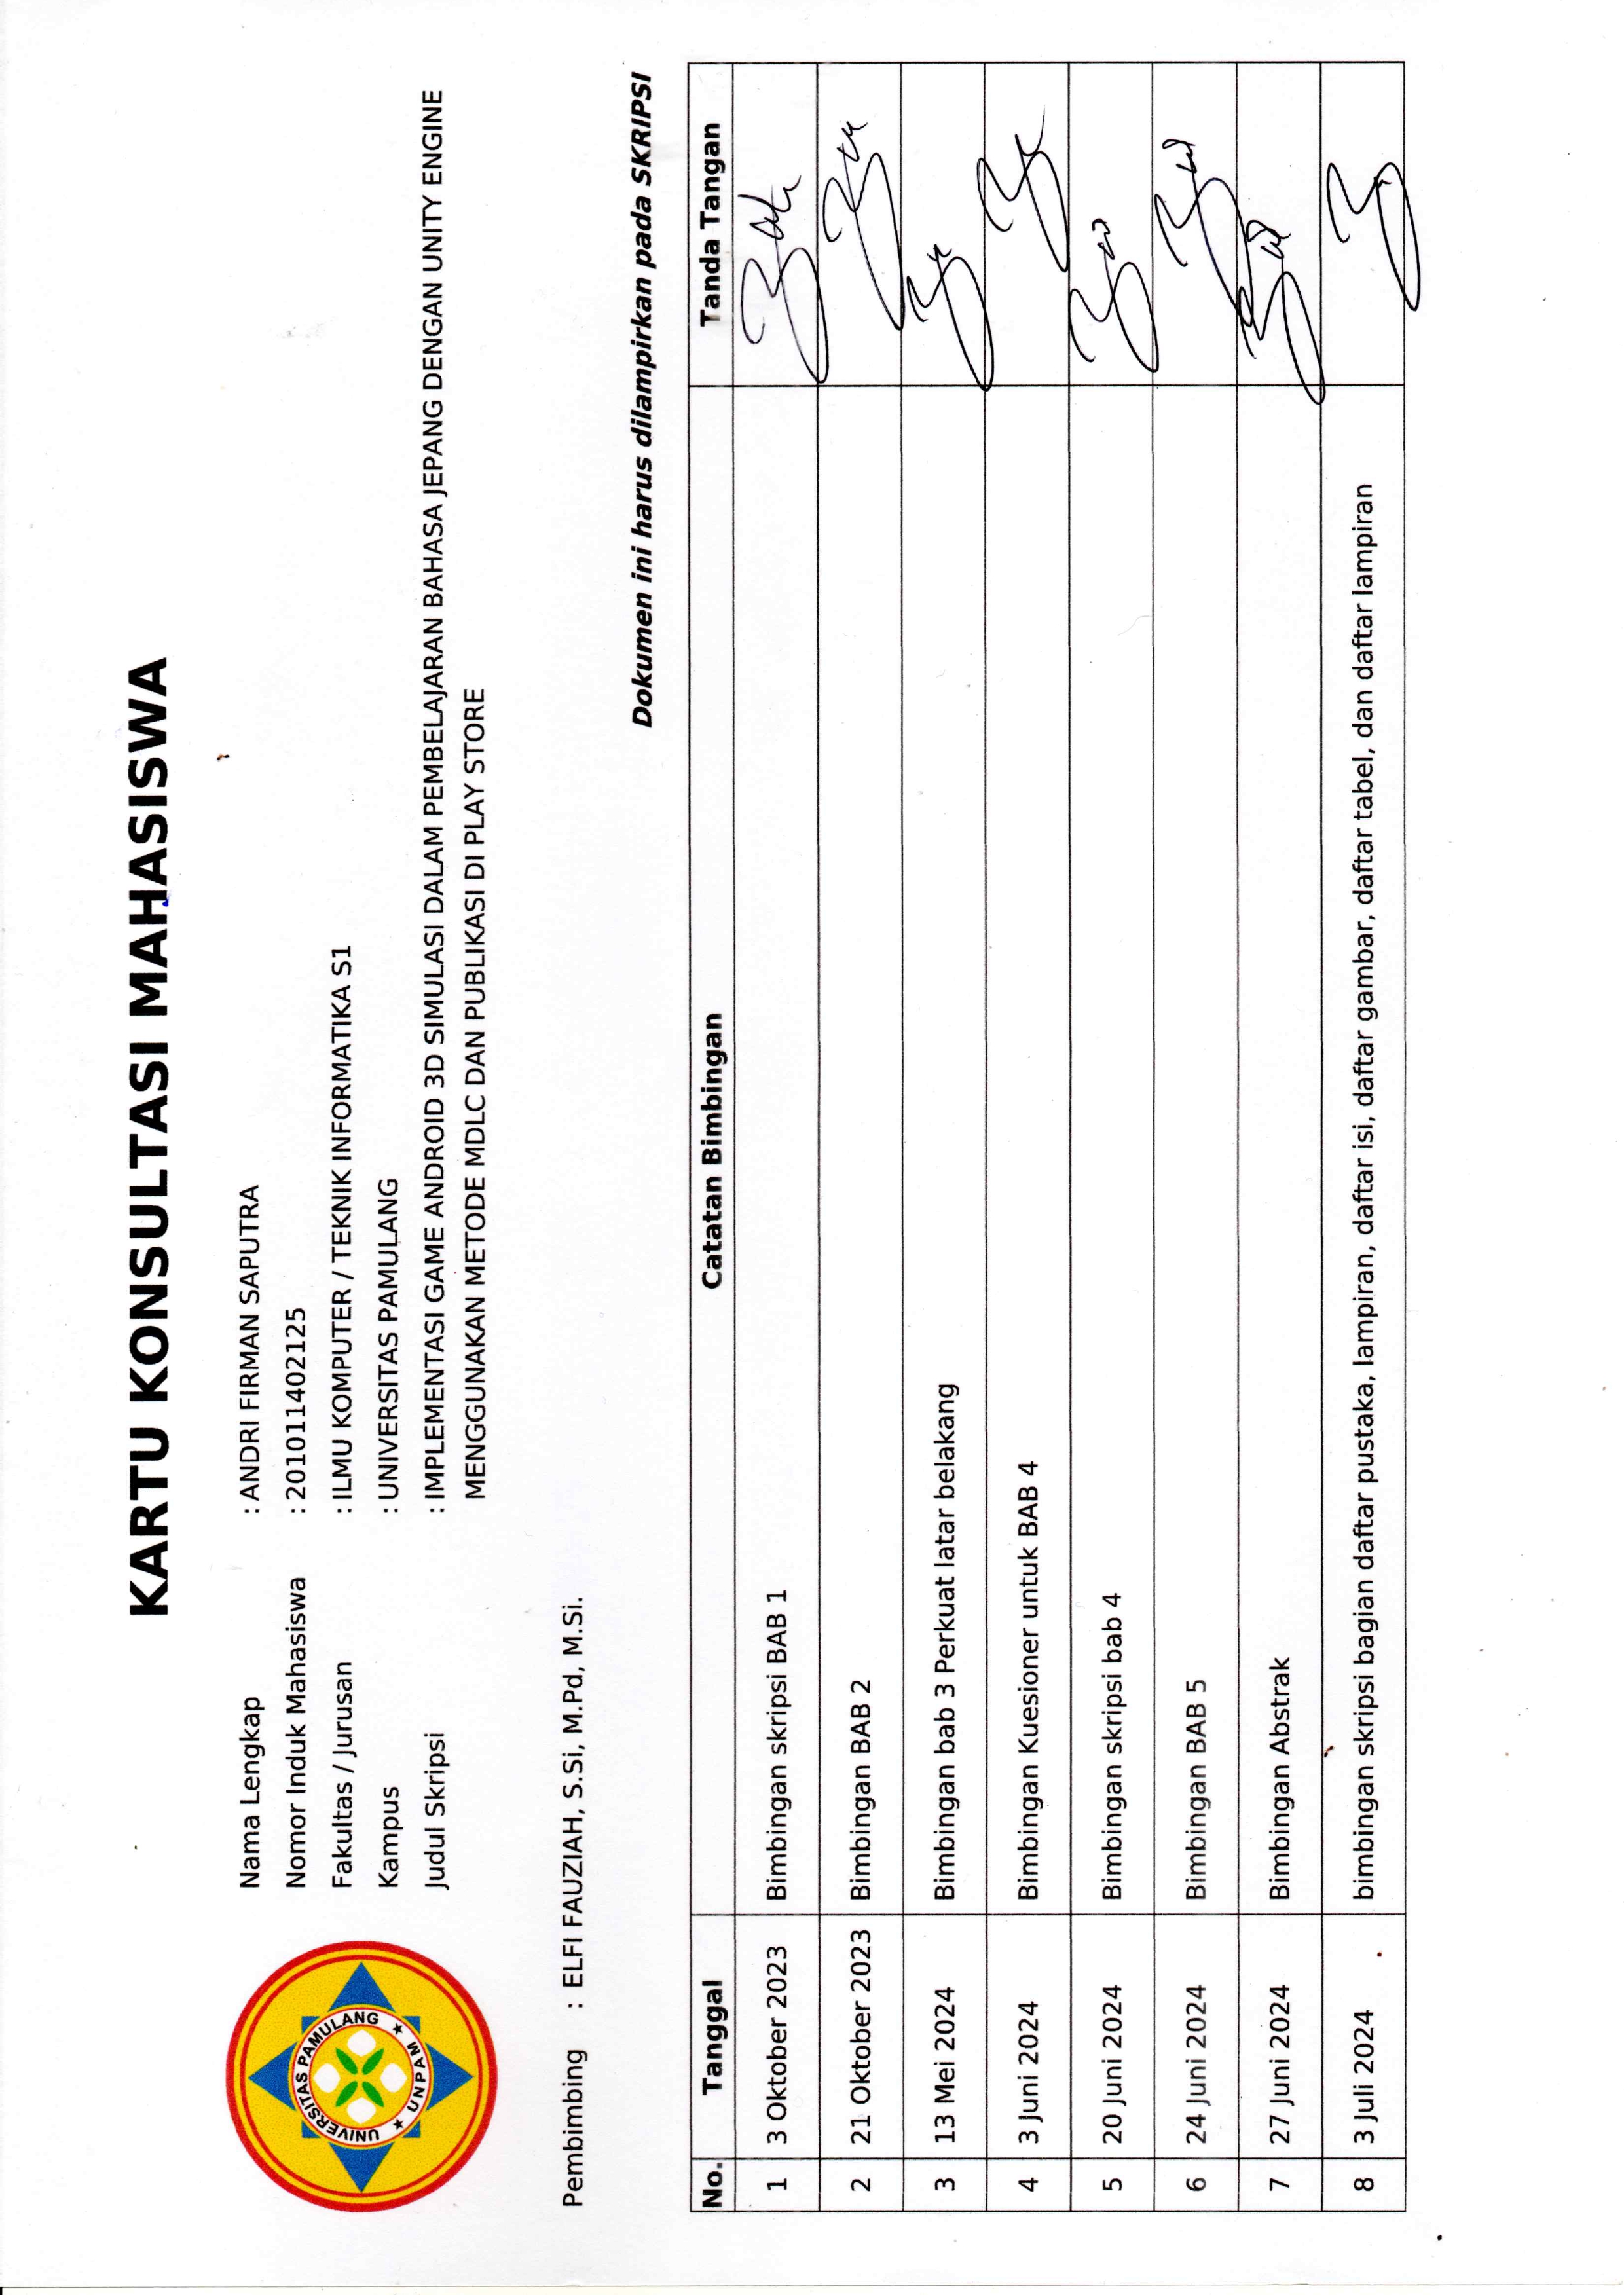 KARTU KONSULTASI MAHASISWA
UNIVERSITAS PAMULANG
★ UNPAM ★
Nama Lengkap : ANDRI FIRMAN SAPUTRA
Nomor Induk Mahasiswa : 201011402125
Fakultas / Jurusan : ILMU KOMPUTER / TEKNIK INFORMATIKA S1
Kampus : UNIVERSITAS PAMULANG
Judul Skripsi : IMPLEMENTASI GAME ANDROID 3D SIMULASI DALAM PEMBELAJARAN BAHASA JEPANG DENGAN UNITY ENGINE
MENGGUNAKAN METODE MDLC DAN PUBLIKASI DI PLAY STORE
Pembimbing : ELFI FAUZIAH, S.Si, M.Pd, M.Si.
Dokumen ini harus dilampirkan pada SKRIPSI
No. Tanggal Catatan Bimbingan Tanda Tangan
1 3 Oktober 2023 Bimbingan skripsi BAB 1
2 21 Oktober 2023 Bimbingan BAB 2
3 13 Mei 2024 Bimbingan bab 3 Perkuat latar belakang
4 3 Juni 2024 Bimbingan Kuesioner untuk BAB 4
5 20 Juni 2024 Bimbingan skripsi bab 4
6 24 Juni 2024 Bimbingan BAB 5
7 27 Juni 2024 Bimbingan Abstrak
8 3 Juli 2024 bimbingan skripsi bagian daftar pustaka, lampiran, daftar isi, daftar gambar, daftar tabel, dan daftar lampiran